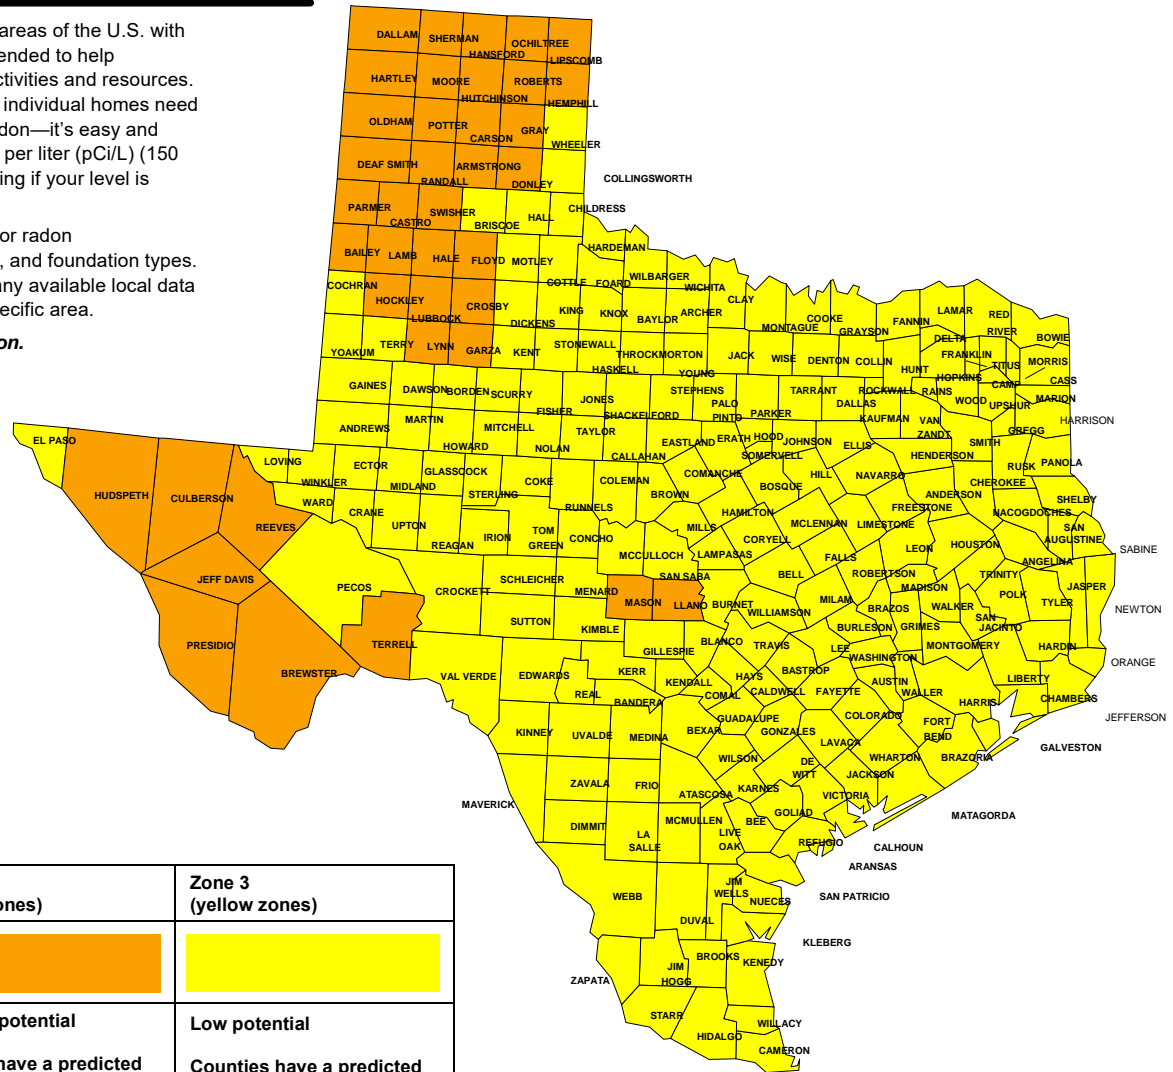 areas of the U.S. with
ended to help
ctivities and resources.
individual homes need
don—it's easy and
per liter (pCi/L) (150
ing if your level is
or radon
, and foundation types.
any available local data
ecific area.
on.
DALLAM
SHERMAN
HANSFORD
OCHILTREE
LIPSCOMB
HARTLEY
MOORE
HUTCHINSON
ROBERTS
HEMPHILL
OLDHAM
POTTER
CARSON
GRAY
WHEELER
DEAF SMITH
RANDALL
ARMSTRONG
DONLEY
COLLINGSWORTH
PARMER
CASTRO
SWISHER
BRISCOE
HALL
CHILDRESS
BAILEY
LAMB
HALE
FLOYD
MOTLEY
COTTLE
HARDEMAN
FOARD
WILBARGER
WICHITA
COCHRAN
HOCKLEY
LUBBOCK
CROSBY
DICKENS
KING
KNOX
BAYLOR
ARCHER
CLAY
MONTAGUE
COOKE
GRAYSON
FANNIN
LAMAR
RED
RIVER
BOWIE
DELTA
YOAKUM
TERRY
LYNN
GARZA
KENT
STONEWALL
HASKELL
THROCKMORTON
YOUNG
JACK
WISE
DENTON
COLLIN
HUNT
HOPKINS
FRANKLIN
TITUS
MORRIS
CAMP
CASS
GAINES
DAWSON
BORDEN
SCURRY
FISHER
JONES
SHACKELFORD
STEPHENS
PALO
PINTO
PARKER
TARRANT
DALLAS
ROCKWALL
RAINS
WOOD
UPSHUR
MARION
KAUFMAN
VAN
ZANDT
GREGG
HARRISON
ANDREWS
MARTIN
HOWARD
MITCHELL
NOLAN
TAYLOR
CALLAHAN
EASTLAND
ERATH
HOOD
SOMERVELL
JOHNSON
ELLIS
HENDERSON
SMITH
RUSK
PANOLA
EL PASO
HUDSPETH
CULBERSON
REEVES
LOVING
WINKLER
ECTOR
MIDLAND
GLASSCOCK
STERLING
COKE
RUNNELS
COLEMAN
BROWN
COMANCHE
BOSQUE
HILL
NAVARRO
ANDERSON
CHEROKEE
SHELBY
WARD
CRANE
UPTON
REAGAN
IRION
TOM
GREEN
CONCHO
MCCULLOCH
MILLS
HAMILTON
CORYELL
MCLENNAN
LIMESTONE
FREESTONE
NACOGDOCHES
SAN
AUGUSTINE
SABINE
LAMPASAS
FALLS
LEON
HOUSTON
ANGELINA
JEFF DAVIS
PECOS
CROCKETT
SCHLEICHER
MENARD
SAN SABA
MASON
LLANO
BURNET
BELL
MILAM
ROBERTSON
MADISON
TRINITY
POLK
TYLER
JASPER
NEWTON
WILLIAMSON
BRAZOS
WALKER
SAN
JACINTO
BURLESON
GRIMES
MONTGOMERY
HARDIN
PRESIDIO
BREWSTER
TERRELL
SUTTON
KIMBLE
GILLESPIE
BLANCO
TRAVIS
LEE
WASHINGTON
ORANGE
VAL VERDE
EDWARDS
REAL
KERR
BANDERA
KENDALL
COMAL
HAYS
BASTROP
CALDWELL
FAYETTE
AUSTIN
WALLER
HARRIS
LIBERTY
CHAMBERS
JEFFERSON
KINNEY
UVALDE
MEDINA
BEXAR
GUADALUPE
GONZALES
LAVACA
COLORADO
FORT
BEND
BRAZORIA
GALVESTON
WILSON
DE
WITT
WHARTON
JACKSON
MAVERICK
ZAVALA
FRIO
ATASCOSA
KARNES
VICTORIA
MATAGORDA
DIMMIT
LA
SALLE
MCMULLEN
LIVE
OAK
BEE
GOLIAD
REFUGIO
CALHOUN
ARANSAS
SAN PATRICIO
WEBB
DUVAL
JIM
WELLS
NUECES
KLEBERG
ZAPATA
JIM
HOGG
BROOKS
KENEDY
STARR
HIDALGO
WILLACY
CAMERON
ones)
Zone 3
(yellow zones)
potential
have a predicted
Low potential
Counties have a predicted